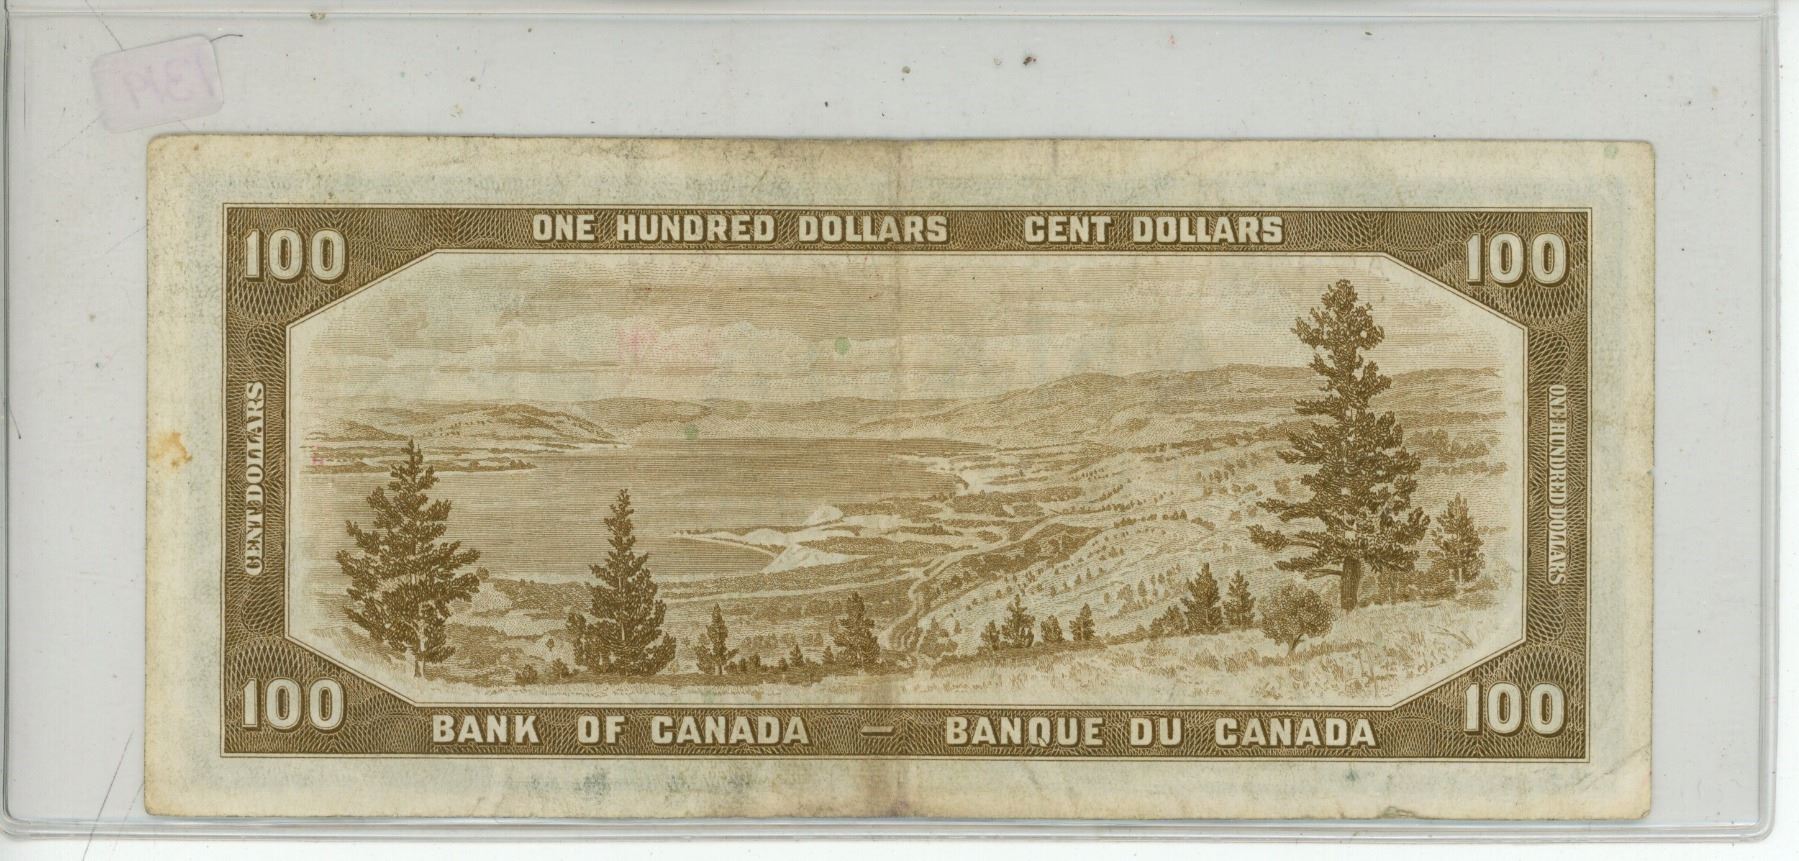 ONE HUNDRED DOLLARS CENT DOLLARS
100 100
CENT DOLLARS
ONE HUNDRED DOLLARS
100 100
BANK OF CANADA — BANQUE DU CANADA